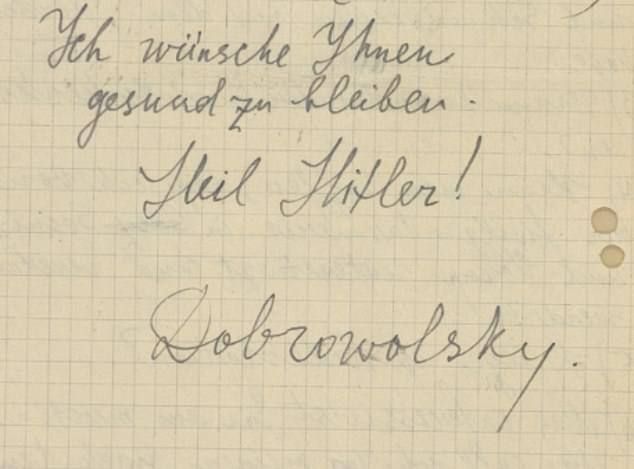 Ich wünsche Ihnen
gesund zu bleiben.
Heil Hitler!
Dobrowolsky.